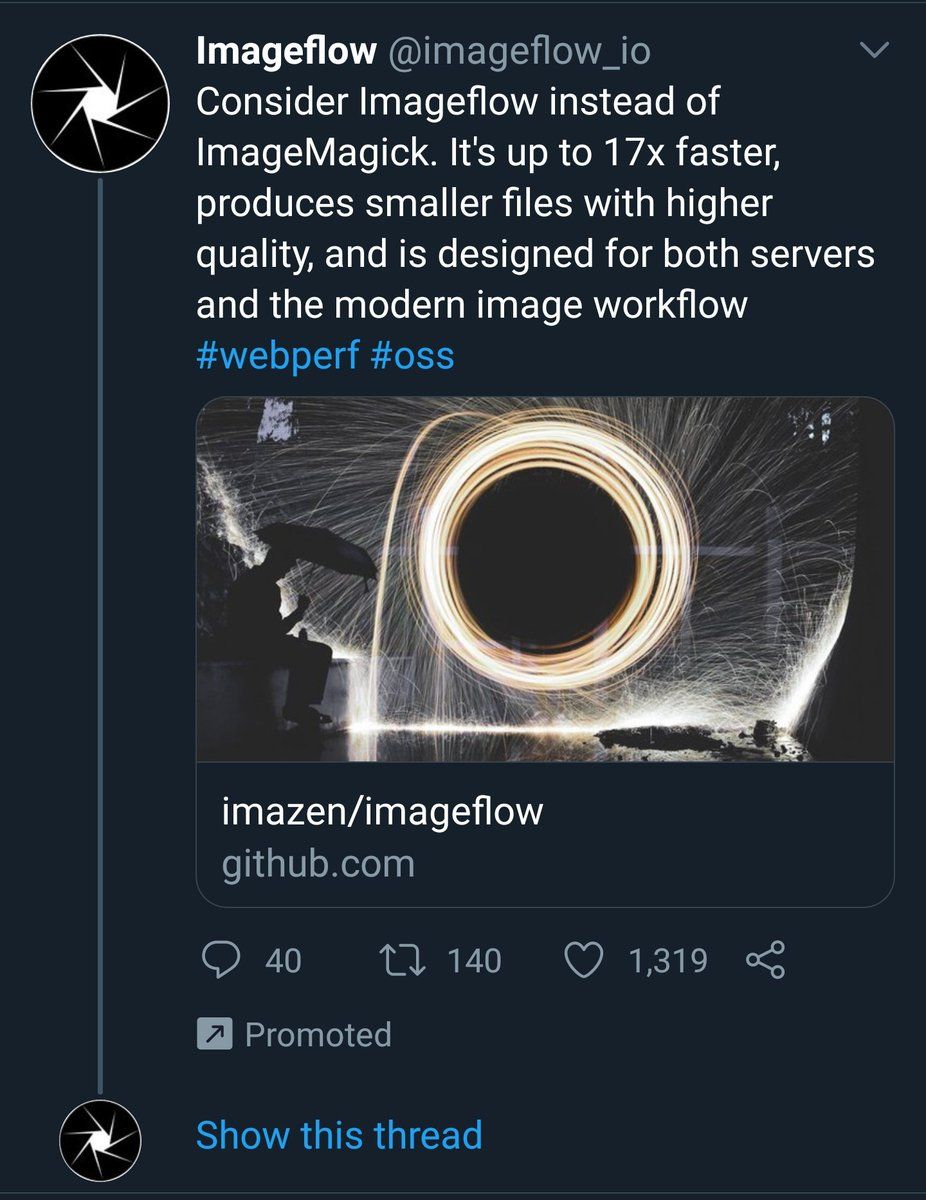 Imageflow @imageflow_io
Consider Imageflow instead of
ImageMagick. It's up to 17x faster,
produces smaller files with higher
quality, and is designed for both servers
and the modern image workflow
#webperf #oss
imazen/imageflow
github.com
40 140 1,319
Promoted
Show this thread